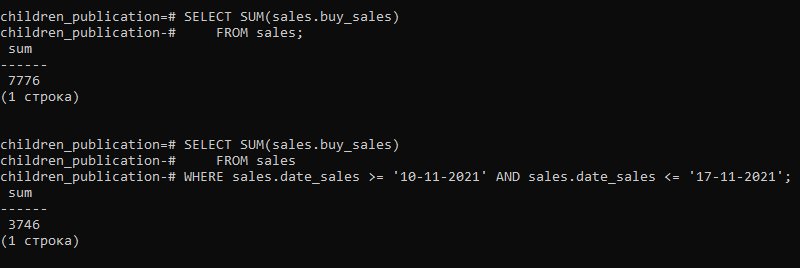 children_publication=# SELECT SUM(sales.buy_sales)
children_publication-#     FROM sales;
 sum
------
 7776
(1 строка)
children_publication=# SELECT SUM(sales.buy_sales)
children_publication-#     FROM sales
children_publication-# WHERE sales.date_sales >= '10-11-2021' AND sales.date_sales <= '17-11-2021';
 sum
------
 3746
(1 строка)